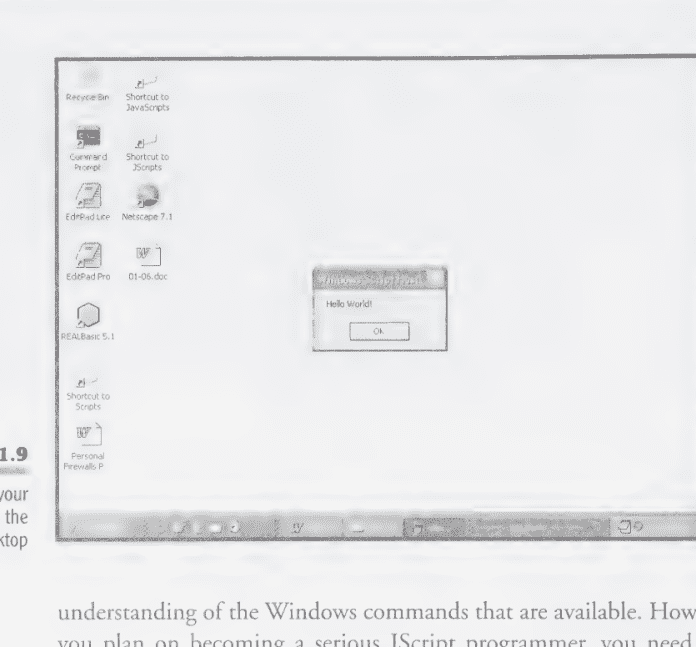 Recycle Bin
Shortcut to
JavaScripts
Command
Prompt
Shortcut to
JScripts
EditPad Lite
Netscape 7.1
EditPad Pro
01-06.doc
REALBasic 5.1
Shortcut to
Scripts
Personal
Firewalls P
Hello World!
OK
1.9
your
the
ktop
understanding of the Windows commands that are available. How
you plan on becoming a serious JScript programmer, you need